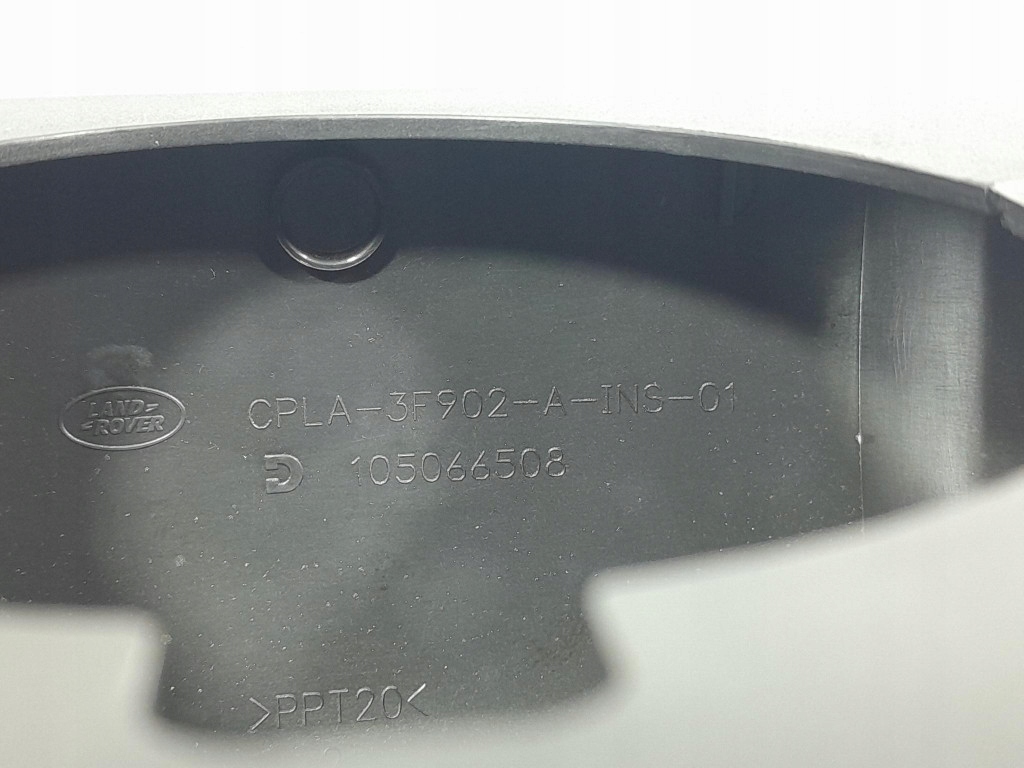 LAND-
-ROVER
CPLA-3F902-A-INS-01
105066508
>PPT20<